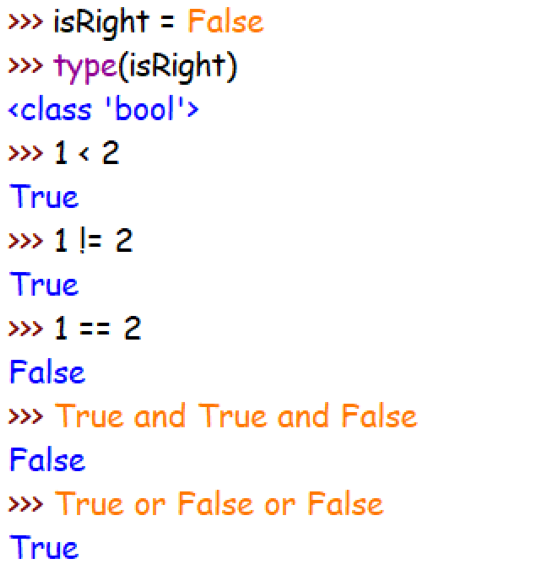 >>> isRight = False
>>> type(isRight)
<class 'bool'>
>>> 1 < 2
True
>>> 1 != 2
True
>>> 1 == 2
False
>>> True and True and False
False
>>> True or False or False
True